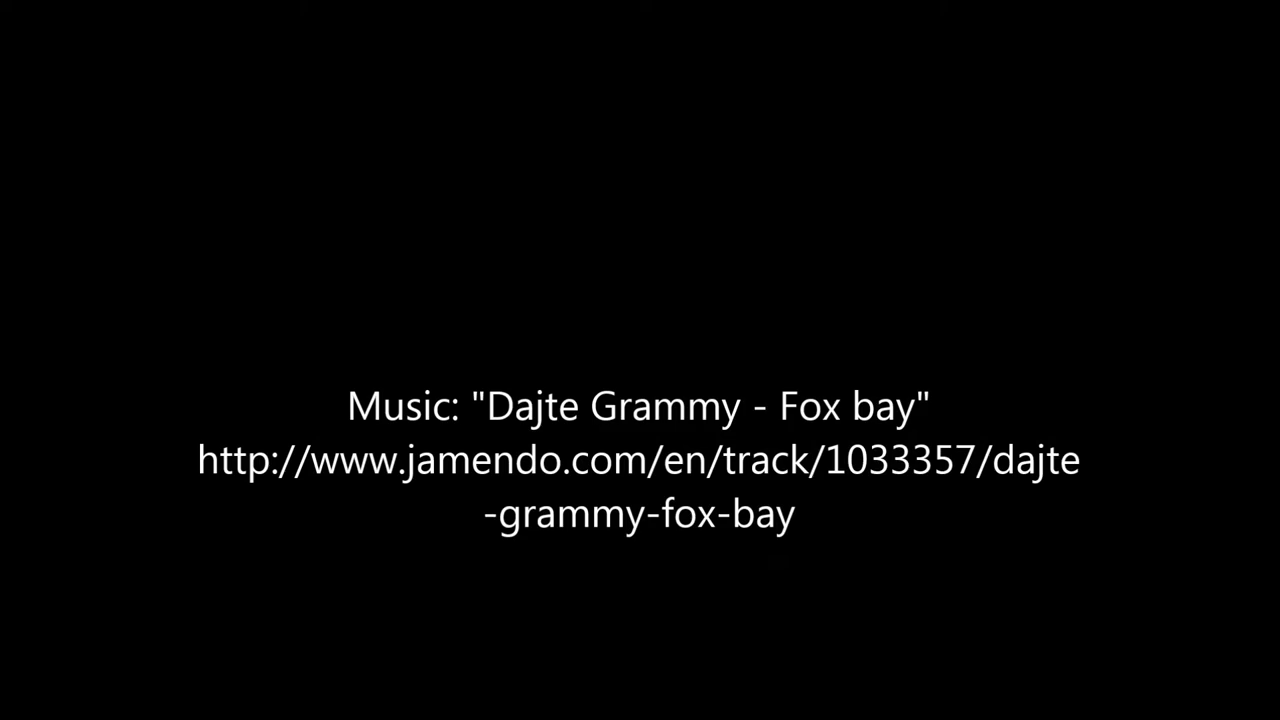 Music: "Dajte Grammy - Fox bay"
http://www.jamendo.com/en/track/1033357/dajte
-grammy-fox-bay